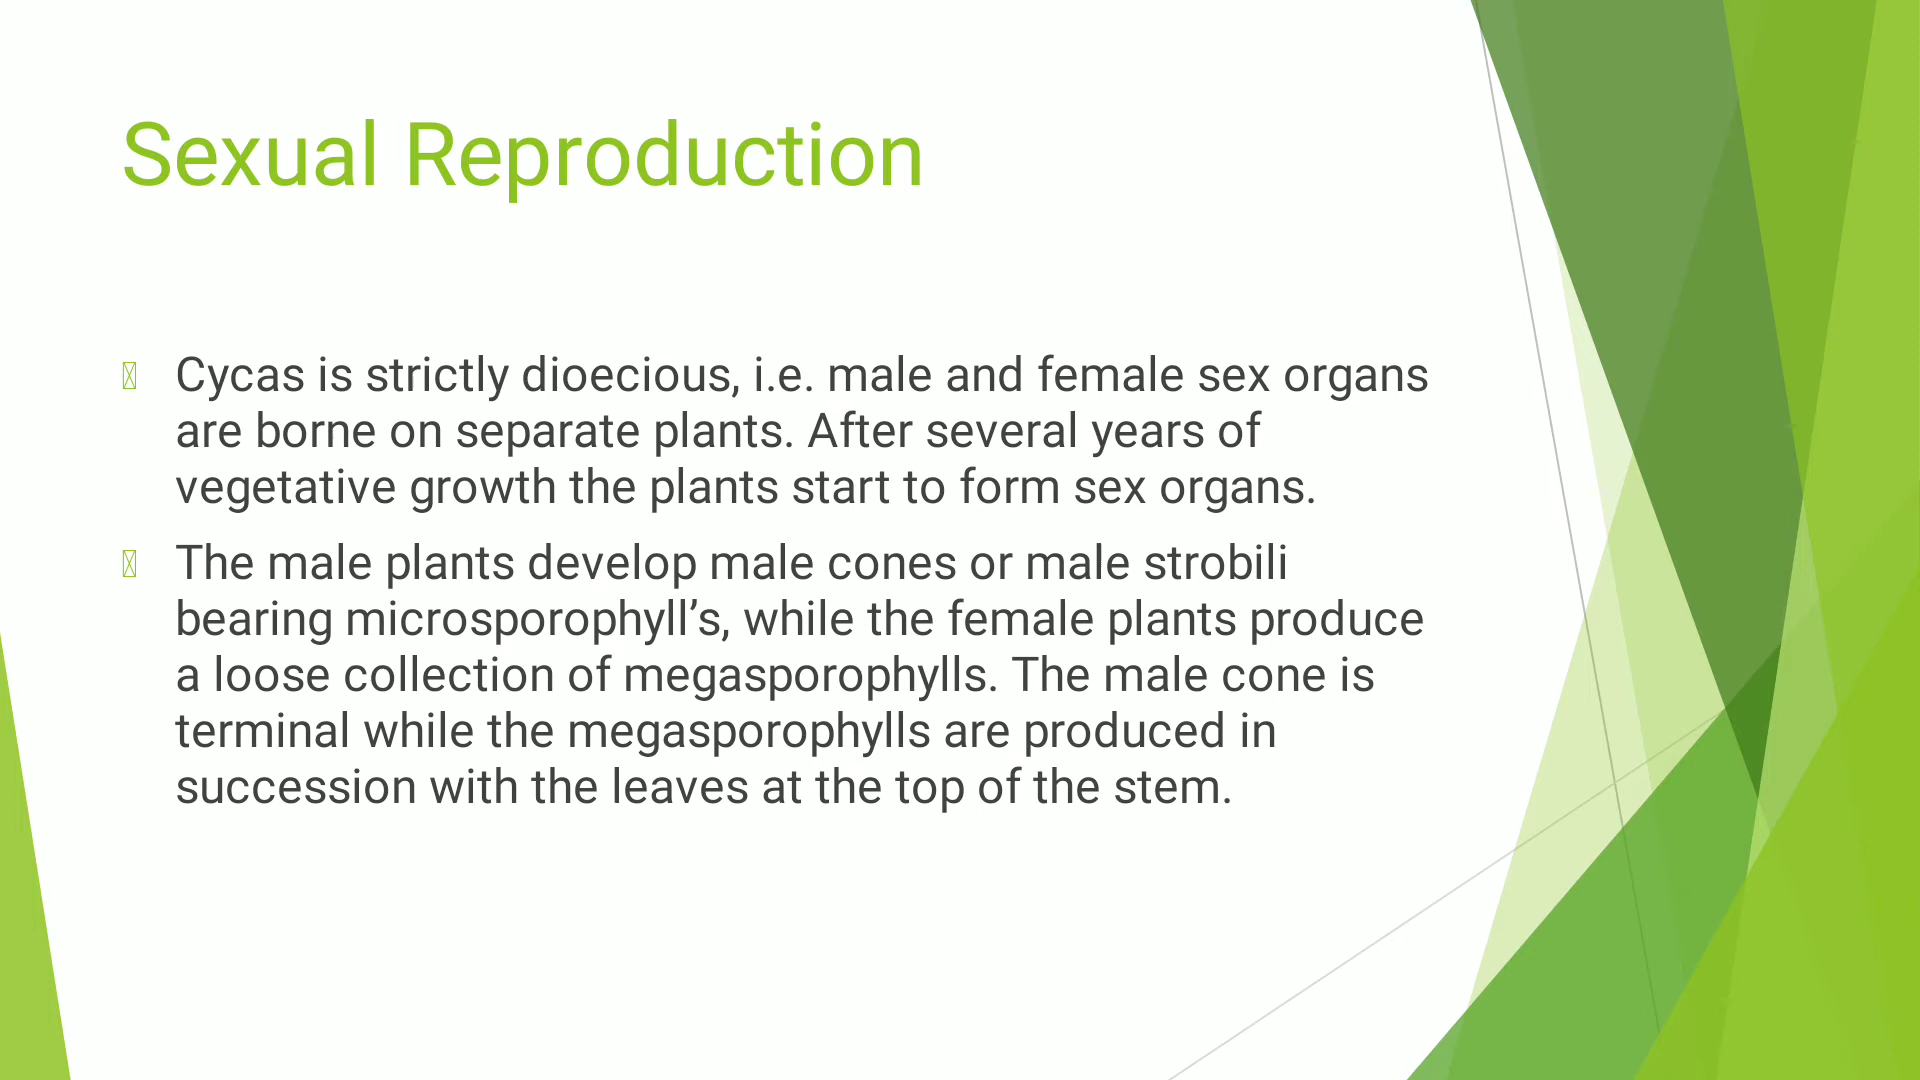 Sexual Reproduction
Cycas is strictly dioecious, i.e. male and female sex organs
are borne on separate plants. After several years of
vegetative growth the plants start to form sex organs.
The male plants develop male cones or male strobili
bearing microsporophyll’s, while the female plants produce
a loose collection of megasporophylls. The male cone is
terminal while the megasporophylls are produced in
succession with the leaves at the top of the stem.